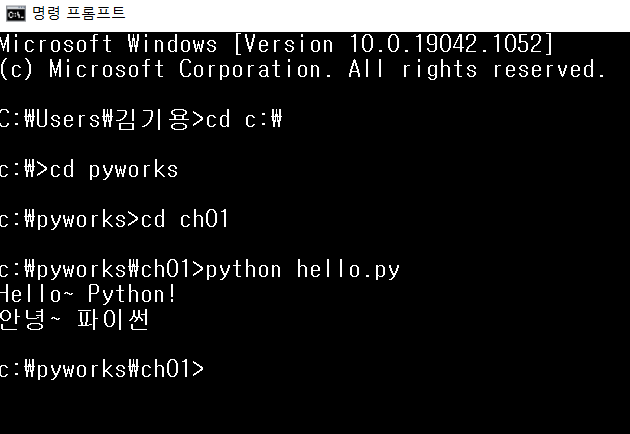 명령 프롬프트
Microsoft Windows [Version 10.0.19042.1052]
(c) Microsoft Corporation. All rights reserved.
C:₩Users₩김기용>cd c:₩
c:₩>cd pyworks
c:₩pyworks>cd ch01
c:₩pyworks₩ch01>python hello.py
Hello~ Python!
안녕~ 파이썬
c:₩pyworks₩ch01>